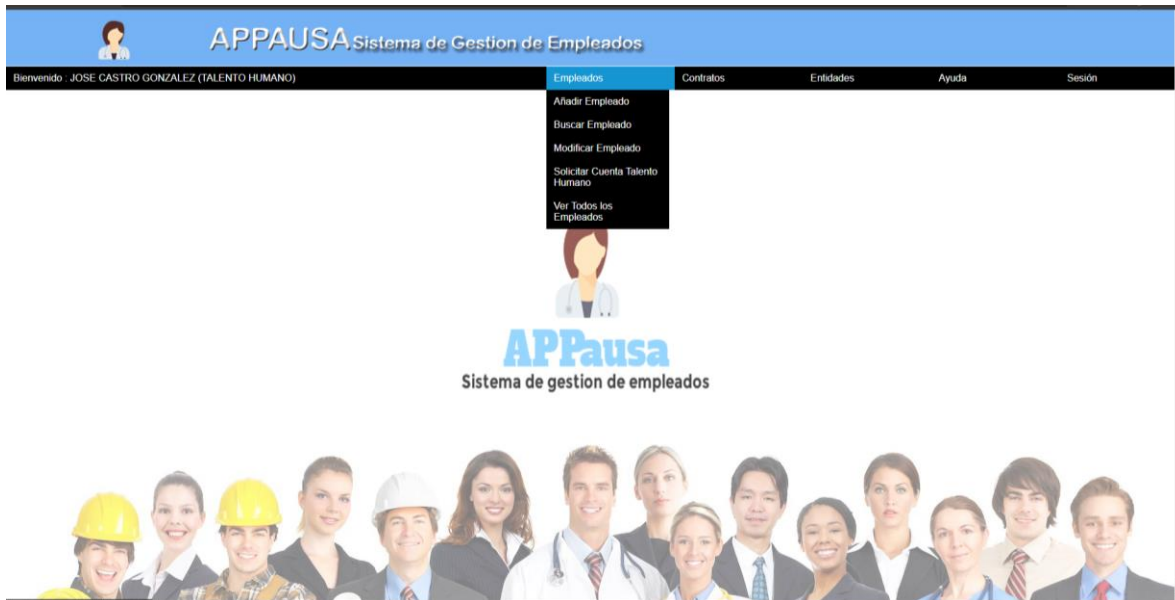 APPAUSA Sistema de Gestion de Empleados
Bienvenido : JOSE CASTRO GONZALEZ (TALENTO HUMANO)
Empleados
Contratos
Entidades
Ayuda
Sesión
Añadir Empleado
Buscar Empleado
Modificar Empleado
Solicitar Cuenta Talento
Humano
Ver Todos los
Empleados
APPausa
Sistema de gestion de empleados